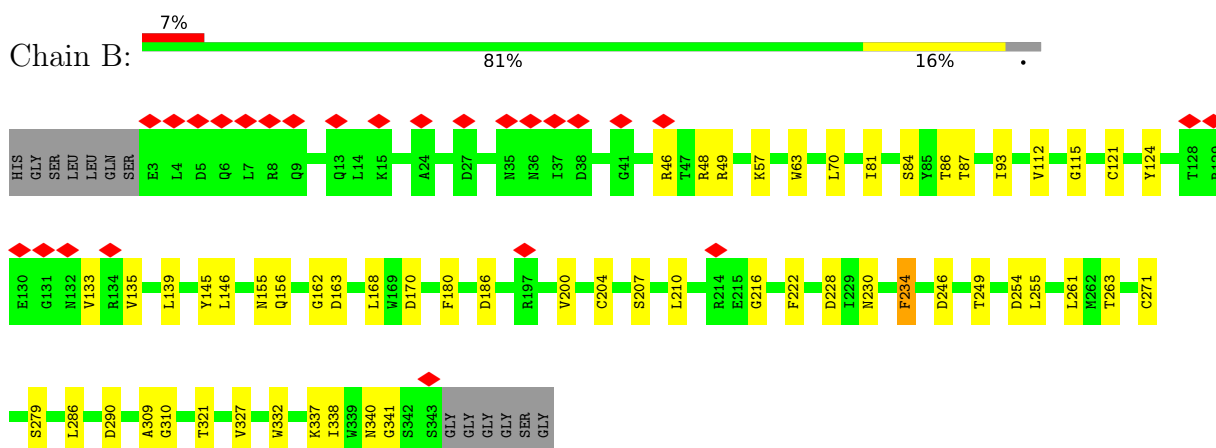 7%
Chain B:
81% 16% •
HIS GLY SER LEU LEU GLN SER E3 L4 D5 Q6 L7 R8 Q9 Q13 L14 K15 A24 D27 N35 N36 I37 D38 G41 R46 T47 R48 R49 K57 W63 L70 I81 S84 Y85 T86 T87 I93 V112 G115 C121 Y124 T128 R129
E130 G131 N132 V133 R134 V135 L139 Y145 L146 N155 Q156 G162 D163 L168 W169 D170 F180 D186 R197 V200 C204 S207 L210 R214 E215 G216 F222 D228 I229 N230 F234 D246 T249 D254 L255 L261 M262 T263 C271
S279 L286 D290 A309 G310 T321 V327 W332 K337 I338 W339 N340 G341 S342 S343 GLY GLY GLY GLY SER GLY